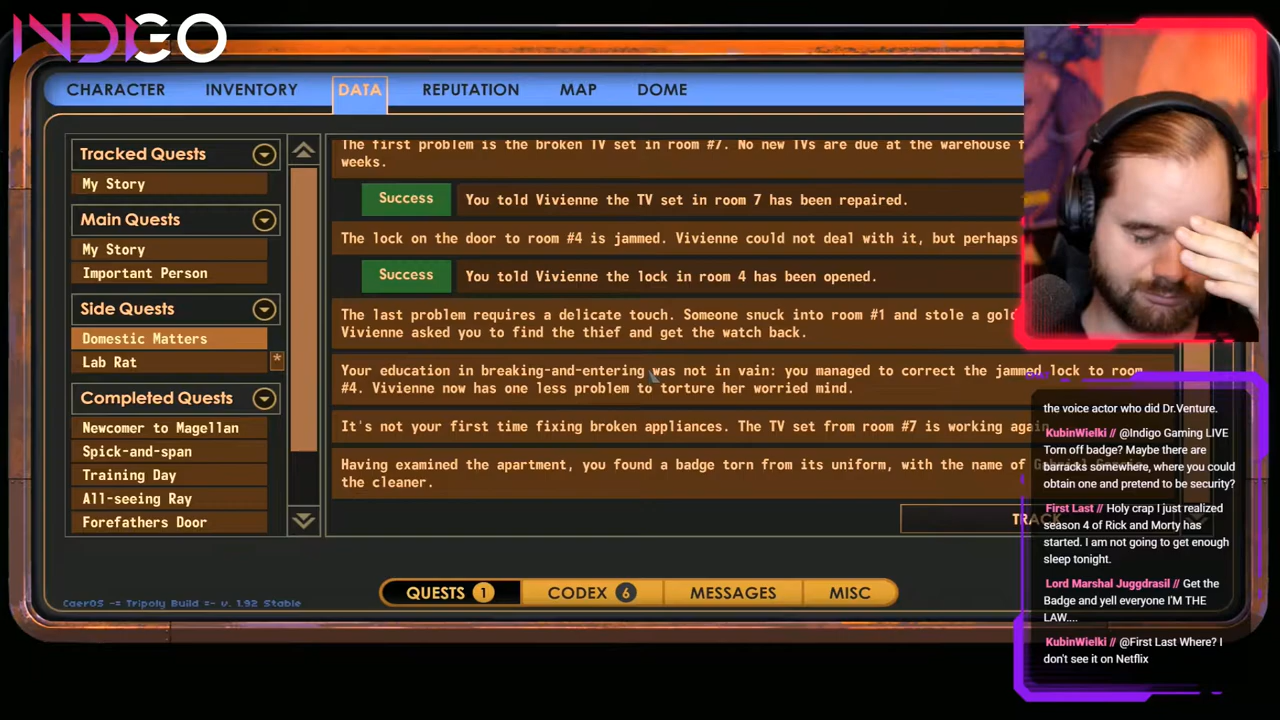 INDIGO
CHARACTER INVENTORY DATA REPUTATION MAP DOME
Tracked Quests
My Story
Main Quests
My Story
Important Person
Side Quests
Domestic Matters
Lab Rat *
Completed Quests
Newcomer to Magellan
Spick-and-span
Training Day
All-seeing Ray
Forefathers Door
The first problem is the broken TV set in room #7. No new TVs are due at the warehouse
weeks.
Success You told Vivienne the TV set in room 7 has been repaired.
The lock on the door to room #4 is jammed. Vivienne could not deal with it, but perhaps
Success You told Vivienne the lock in room 4 has been opened.
The last problem requires a delicate touch. Someone snuck into room #1 and stole a gold
Vivienne asked you to find the thief and get the watch back.
Your education in breaking-and-entering was not in vain: you managed to correct the jammed lock to room
#4. Vivienne now has one less problem to torture her worried mind.
It's not your first time fixing broken appliances. The TV set from room #7 is working again
Having examined the apartment, you found a badge torn from its uniform, with the name of
the cleaner.
TRACK
QUESTS 1 CODEX 6 MESSAGES MISC
CaerOS -= Tripoly Build =- v. 1.92 Stable
the voice actor who did Dr.Venture.
KubinWielki // @Indigo Gaming LIVE
Torn off badge? Maybe there are
barracks somewhere, where you could
obtain one and pretend to be security?
First Last // Holy crap I just realized
season 4 of Rick and Morty has
started. I am not going to get enough
sleep tonight.
Lord Marshal Juggdrasil // Get the
Badge and yell everyone I'M THE
LAW....
KubinWielki // @First Last Where? I
don't see it on Netflix